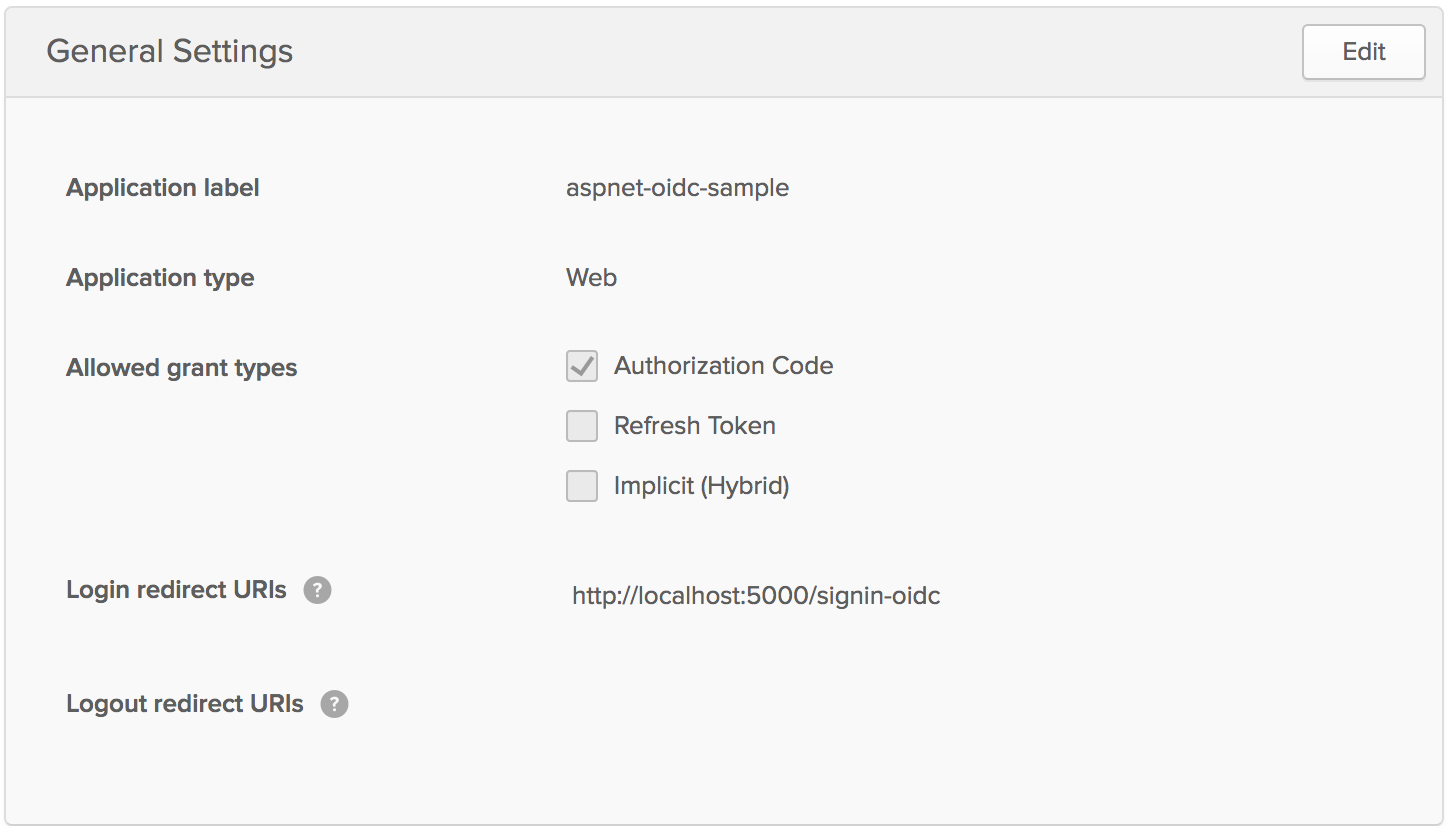 General Settings
Edit
Application label
aspnet-oidc-sample
Application type
Web
Allowed grant types
Authorization Code
Refresh Token
Implicit (Hybrid)
Login redirect URIs ?
http://localhost:5000/signin-oidc
Logout redirect URIs ?